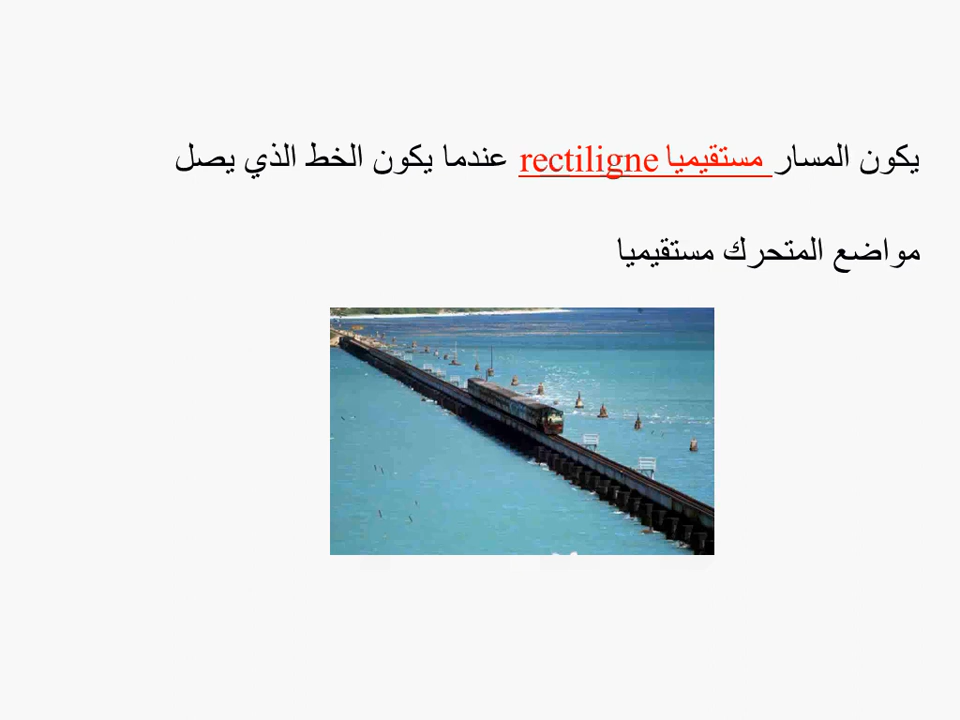 يكون المسار مستقيميا rectiligne عندما يكون الخط الذي يصل
مواضع المتحرك مستقيميا